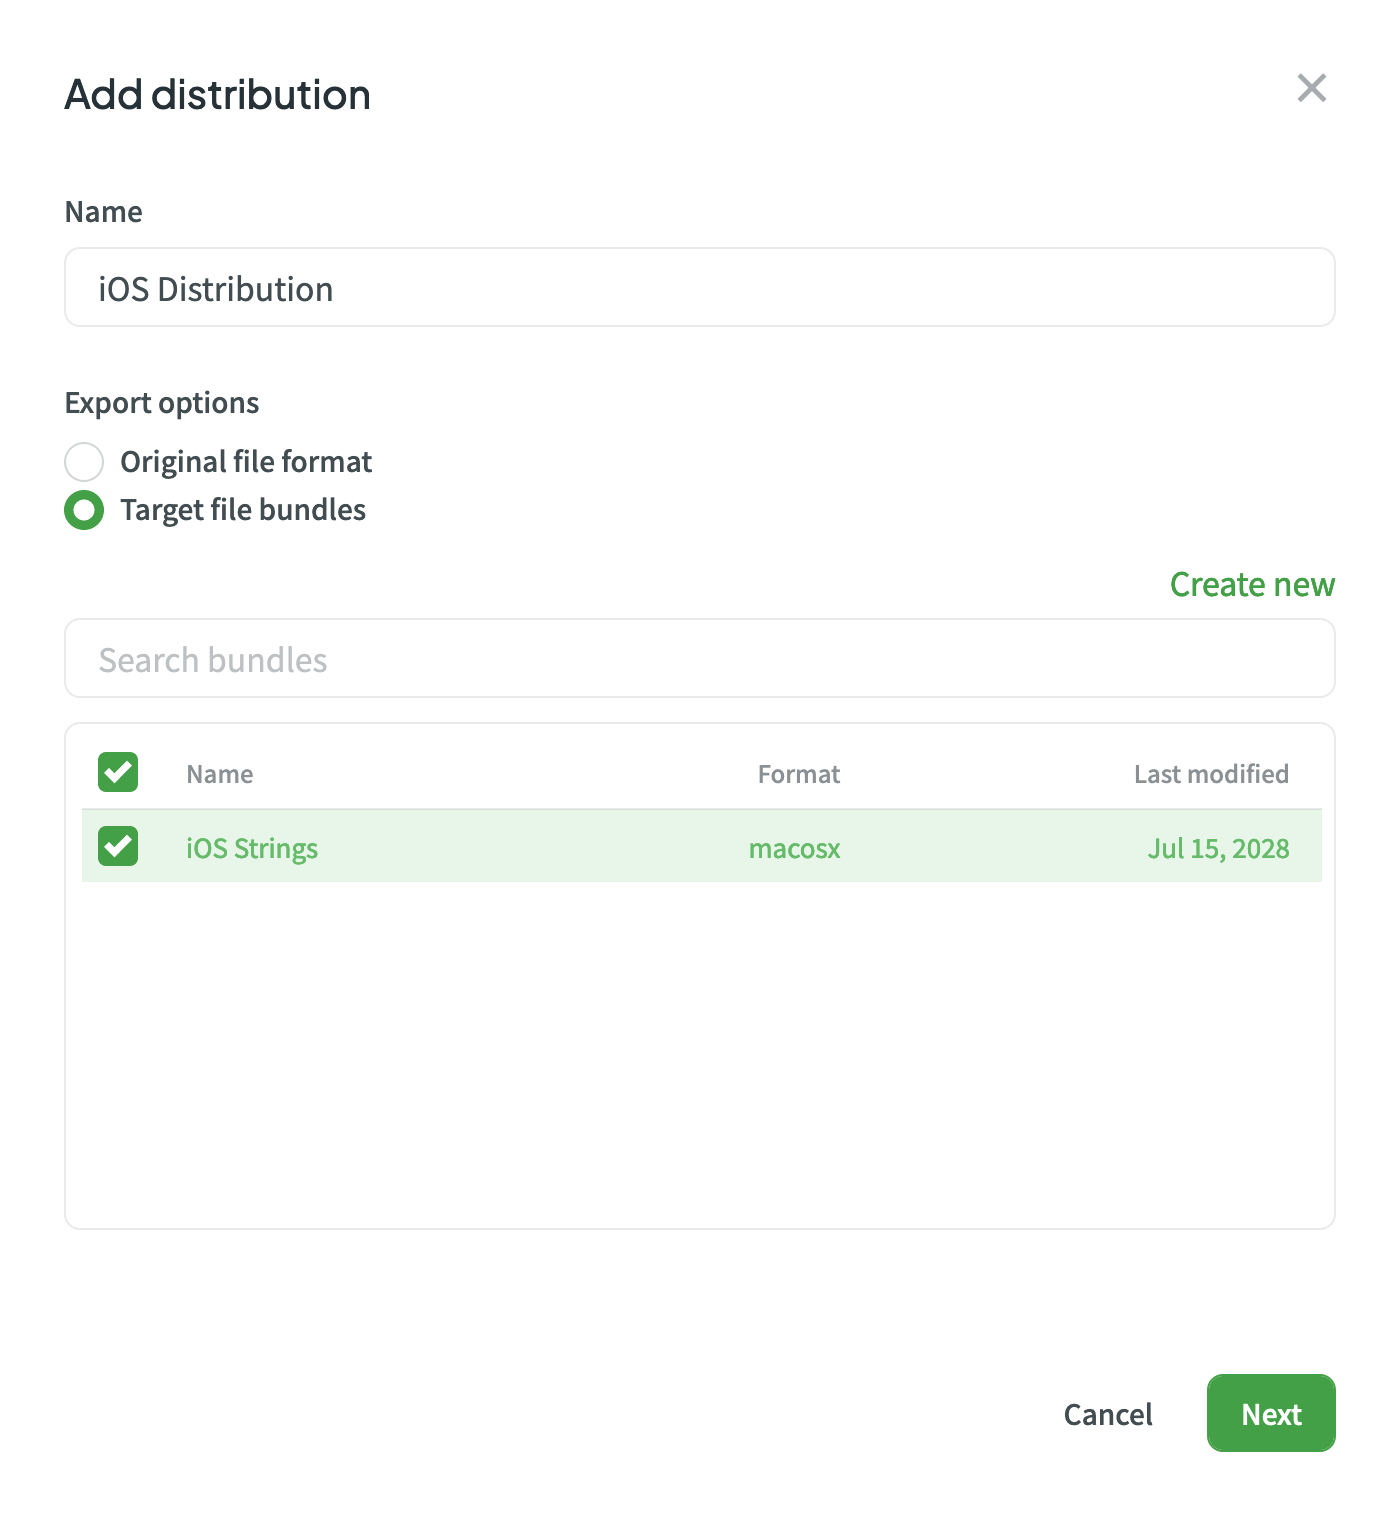 Add distribution
Name
iOS Distribution
Export options
Original file format
Target file bundles
Create new
Search bundles
Name Format Last modified
iOS Strings macosx Jul 15, 2028
Cancel Next